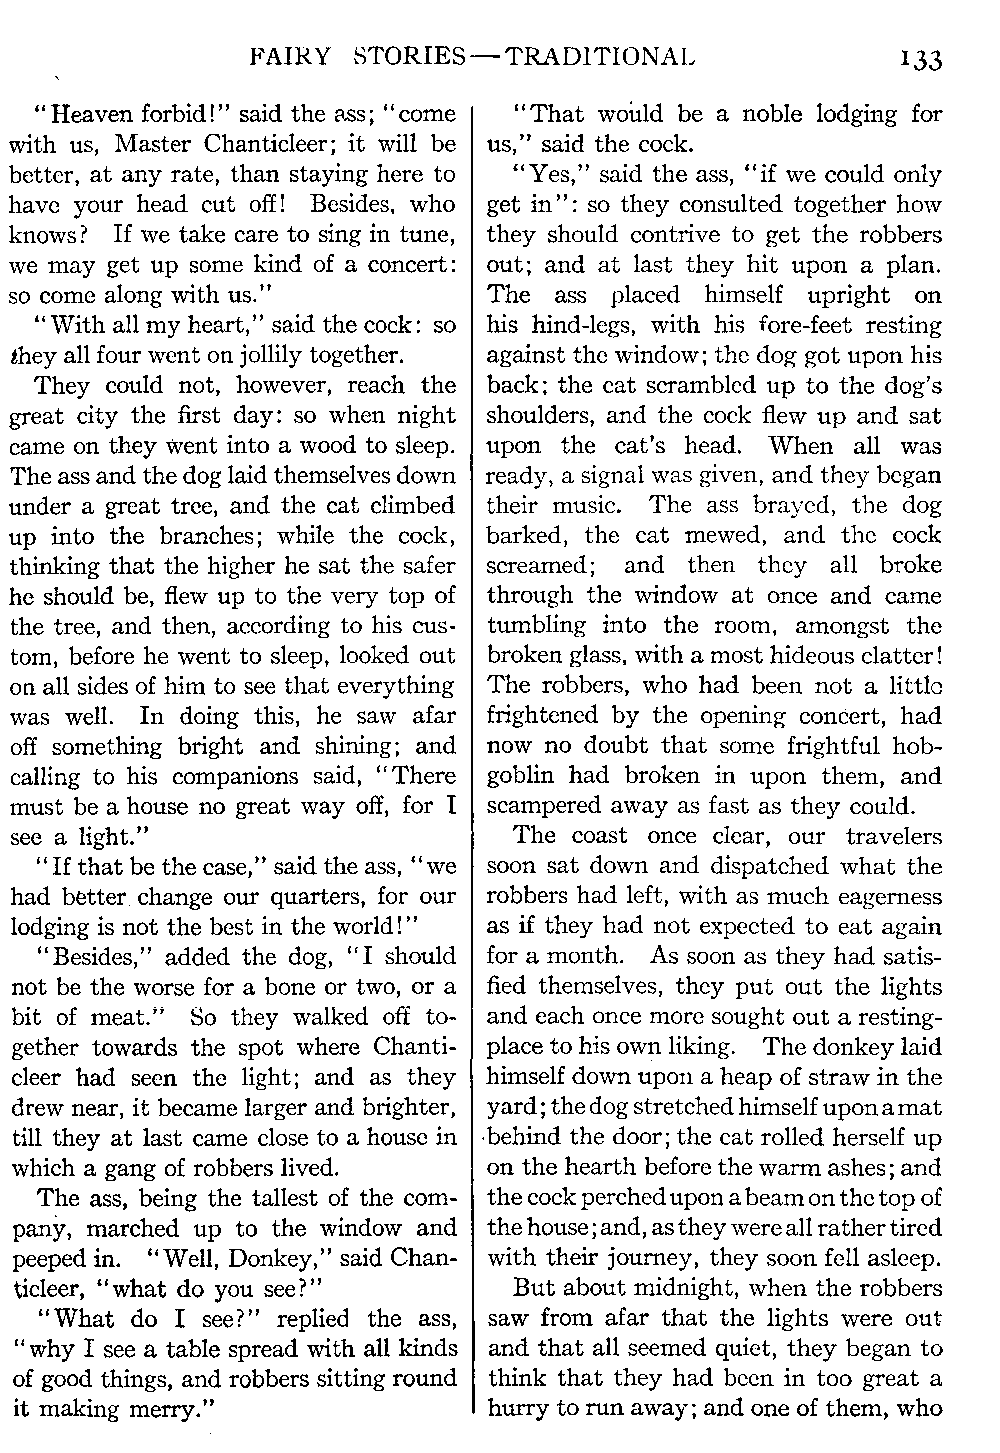 FAIRY STORIES—TRADITIONAL 133
"Heaven forbid!" said the ass; "come
with us, Master Chanticleer; it will be
better, at any rate, than staying here to
have your head cut off! Besides, who
knows? If we take care to sing in tune,
we may get up some kind of a concert:
so come along with us."
"With all my heart," said the cock: so
they all four went on jollily together.
They could not, however, reach the
great city the first day: so when night
came on they went into a wood to sleep.
The ass and the dog laid themselves down
under a great tree, and the cat climbed
up into the branches; while the cock,
thinking that the higher he sat the safer
he should be, flew up to the very top of
the tree, and then, according to his cus-
tom, before he went to sleep, looked out
on all sides of him to see that everything
was well. In doing this, he saw afar
off something bright and shining; and
calling to his companions said, "There
must be a house no great way off, for I
see a light."
"If that be the case," said the ass, "we
had better change our quarters, for our
lodging is not the best in the world!"
"Besides," added the dog, "I should
not be the worse for a bone or two, or a
bit of meat." So they walked off to-
gether towards the spot where Chanti-
cleer had seen the light; and as they
drew near, it became larger and brighter,
till they at last came close to a house in
which a gang of robbers lived.
The ass, being the tallest of the com-
pany, marched up to the window and
peeped in. "Well, Donkey," said Chan-
ticleer, "what do you see?"
"What do I see?" replied the ass,
"why I see a table spread with all kinds
of good things, and robbers sitting round
it making merry."
"That would be a noble lodging for
us," said the cock.
"Yes," said the ass, "if we could only
get in": so they consulted together how
they should contrive to get the robbers
out; and at last they hit upon a plan.
The ass placed himself upright on
his hind-legs, with his fore-feet resting
against the window; the dog got upon his
back; the cat scrambled up to the dog's
shoulders, and the cock flew up and sat
upon the cat's head. When all was
ready, a signal was given, and they began
their music. The ass brayed, the dog
barked, the cat mewed, and the cock
screamed; and then they all broke
through the window at once and came
tumbling into the room, amongst the
broken glass, with a most hideous clatter!
The robbers, who had been not a little
frightened by the opening concert, had
now no doubt that some frightful hob-
goblin had broken in upon them, and
scampered away as fast as they could.
The coast once clear, our travelers
soon sat down and dispatched what the
robbers had left, with as much eagerness
as if they had not expected to eat again
for a month. As soon as they had satis-
fied themselves, they put out the lights
and each once more sought out a resting-
place to his own liking. The donkey laid
himself down upon a heap of straw in the
yard; the dog stretched himself upon a mat
behind the door; the cat rolled herself up
on the hearth before the warm ashes; and
the cock perched upon a beam on the top of
the house; and, as they were all rather tired
with their journey, they soon fell asleep.
But about midnight, when the robbers
saw from afar that the lights were out
and that all seemed quiet, they began to
think that they had been in too great a
hurry to run away; and one of them, who